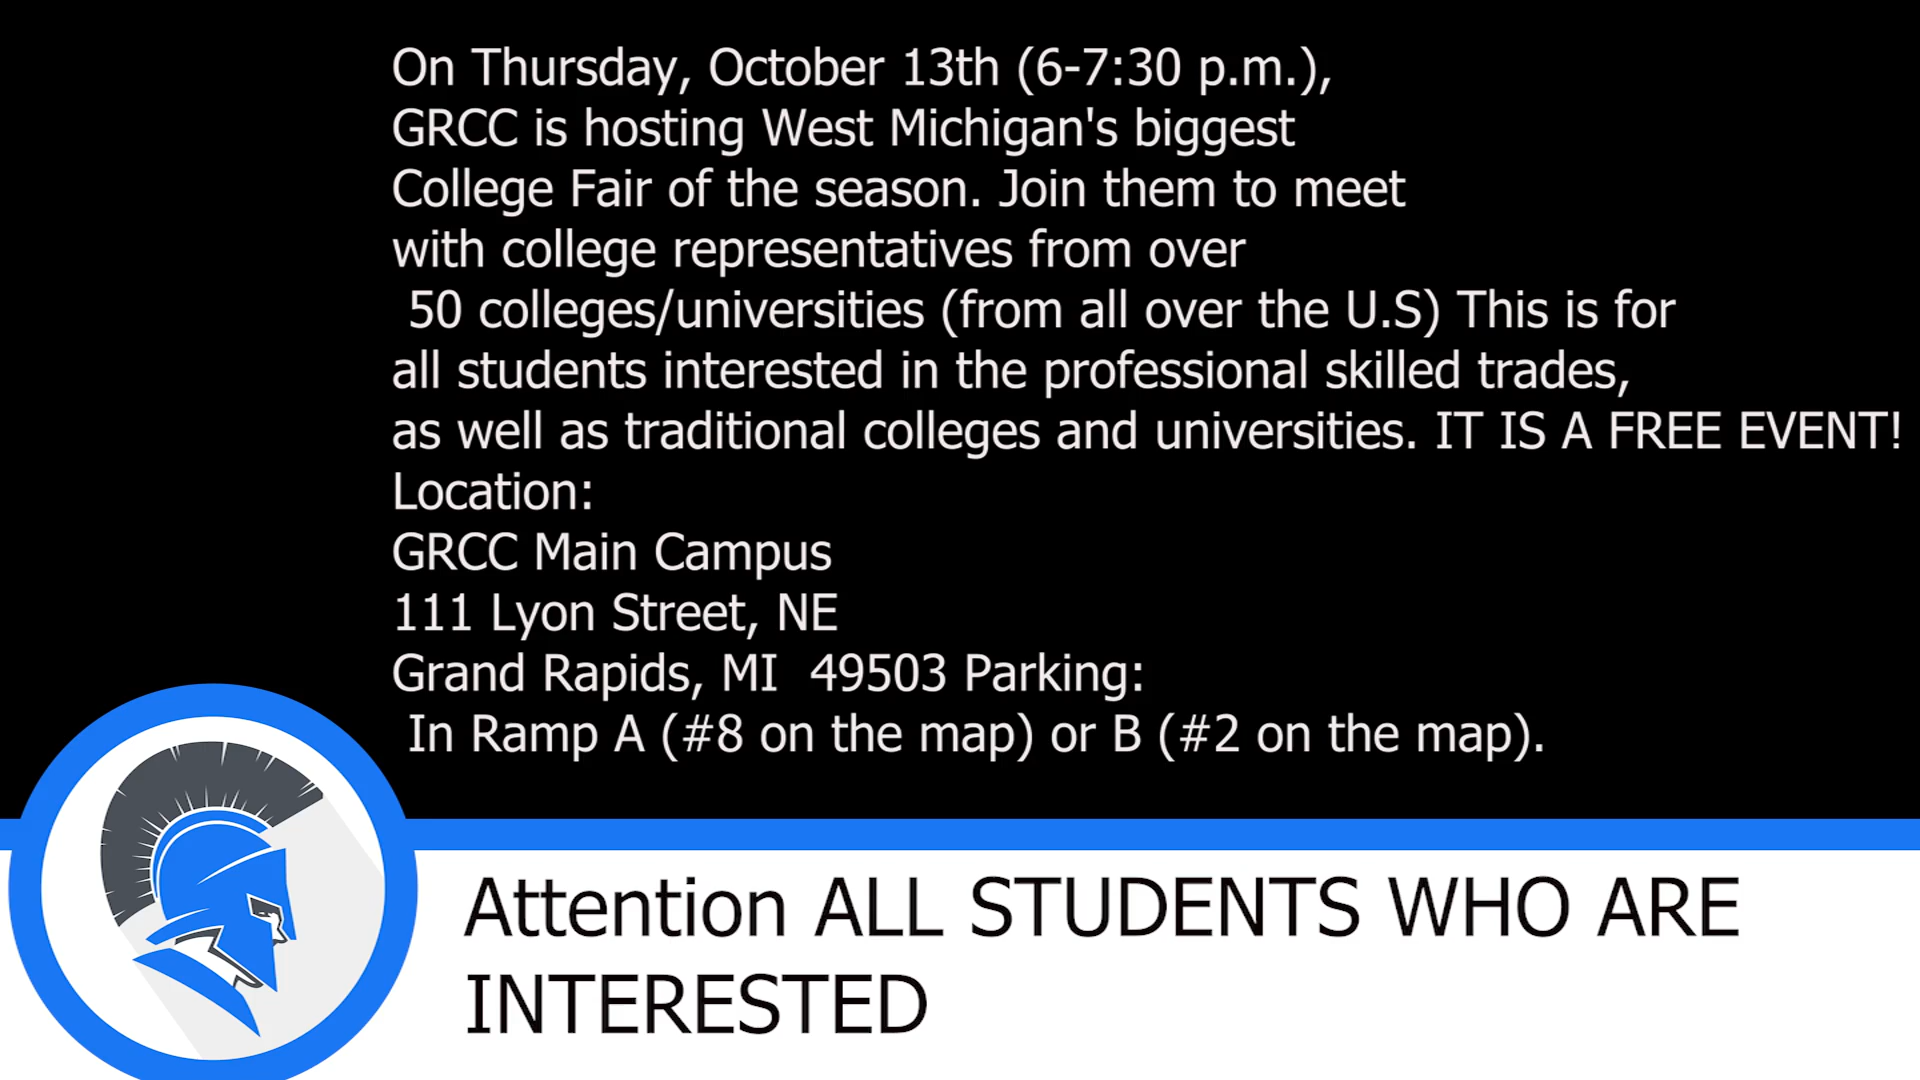 On Thursday, October 13th (6-7:30 p.m.),
GRCC is hosting West Michigan's biggest
College Fair of the season. Join them to meet
with college representatives from over
50 colleges/universities (from all over the U.S) This is for
all students interested in the professional skilled trades,
as well as traditional colleges and universities. IT IS A FREE EVENT!
Location:
GRCC Main Campus
111 Lyon Street, NE
Grand Rapids, MI  49503 Parking:
In Ramp A (#8 on the map) or B (#2 on the map).
Attention ALL STUDENTS WHO ARE
INTERESTED